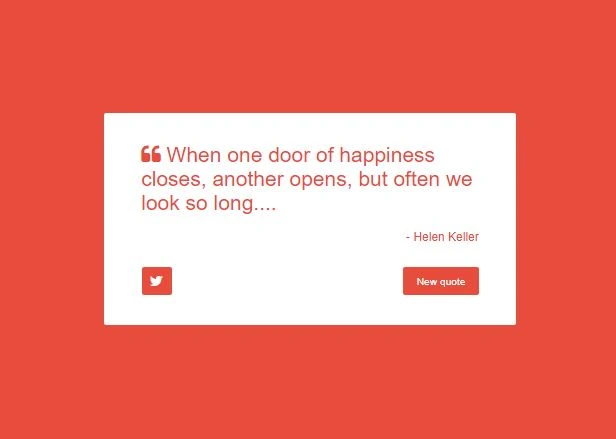 “ When one door of happiness
closes, another opens, but often we
look so long....
- Helen Keller
New quote